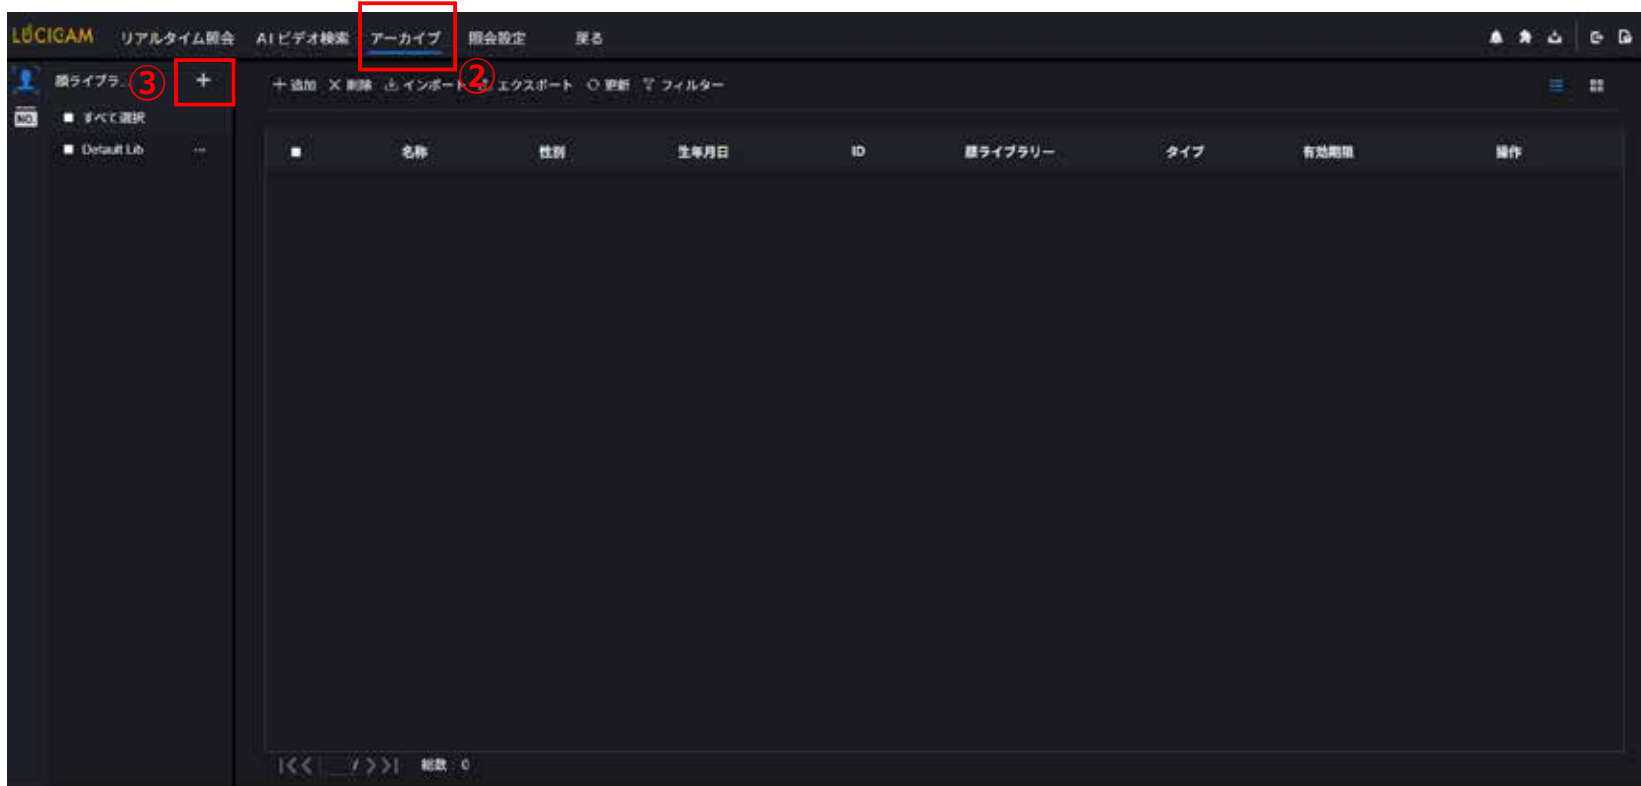 LUCIGAM リアルタイム照会 AIビデオ検索 アーカイブ 照会設定 戻る
顔ライブラ... ③ + ② +追加 ×削除 インポート エクスポート 更新 フィルター
NO. すべて選択
Default Lib ... 名称 性別 生年月日 ID 顔ライブラリー タイプ 有効期限 操作
|<< __/>>| 総数 0